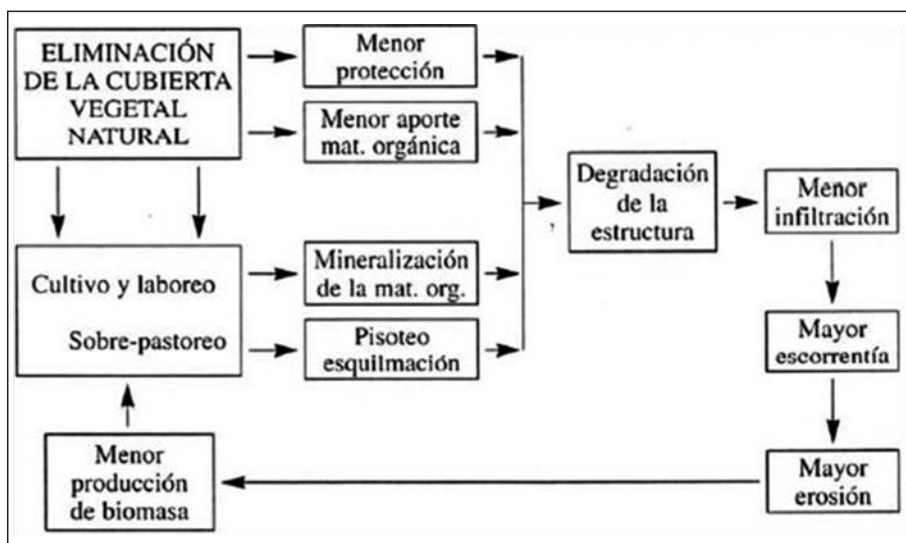 ELIMINACIÓN
DE LA CUBIERTA
VEGETAL
NATURAL
Menor
protección
Menor aporte
mat. orgánica
Cultivo y laboreo
Sobre-pastoreo
Mineralización
de la mat. org.
Pisoteo
esquilmación
Degradación
de la
estructura
Menor
infiltración
Mayor
escorrentía
Mayor
erosión
Menor
producción
de biomasa